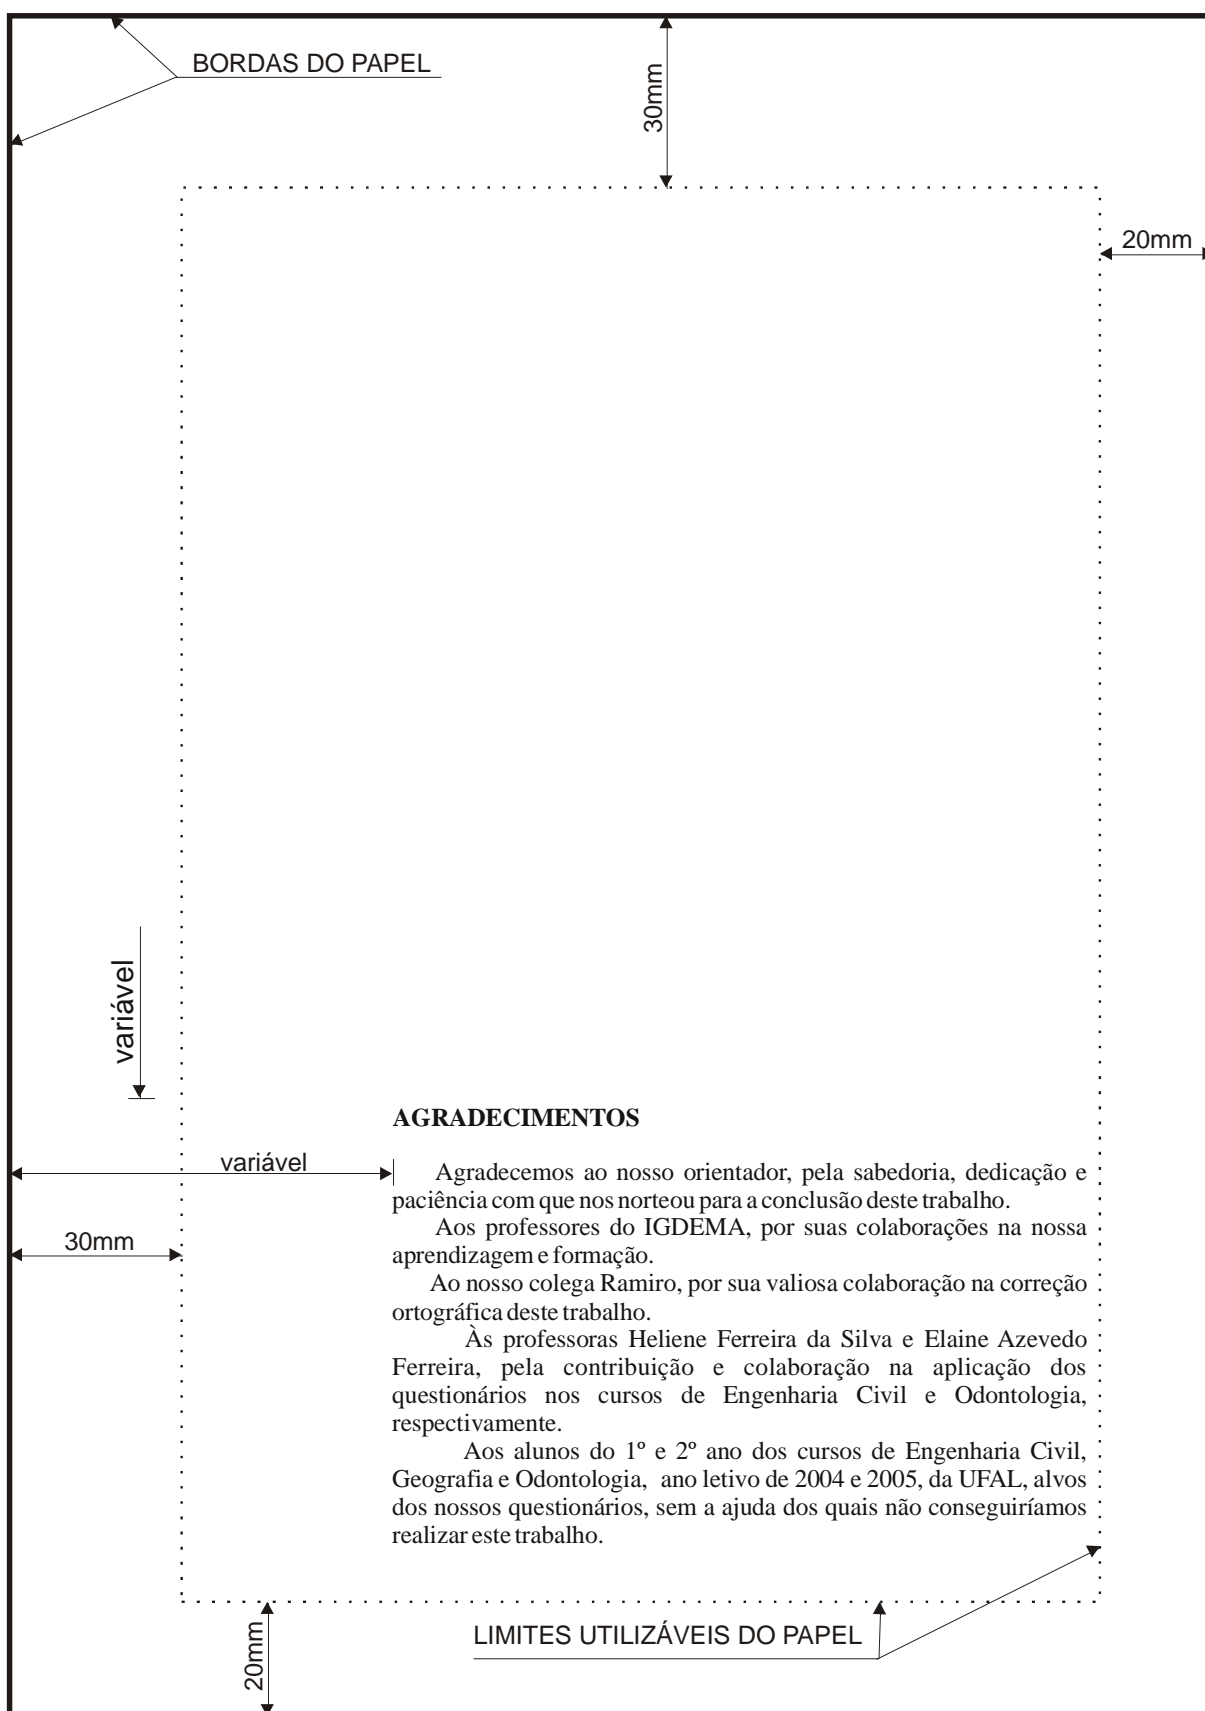 BORDAS DO PAPEL
30mm
20mm
variável
AGRADECIMENTOS
variável
Agradecemos ao nosso orientador, pela sabedoria, dedicação e
paciência com que nos norteou para a conclusão deste trabalho.
Aos professores do IGDEMA, por suas colaborações na nossa
30mm
aprendizagem e formação.
Ao nosso colega Ramiro, por sua valiosa colaboração na correção
ortográfica deste trabalho.
Às professoras Heliene Ferreira da Silva e Elaine Azevedo
Ferreira, pela contribuição e colaboração na aplicação dos
questionários nos cursos de Engenharia Civil e Odontologia,
respectivamente.
Aos alunos do 1º e 2º ano dos cursos de Engenharia Civil,
Geografia e Odontologia, ano letivo de 2004 e 2005, da UFAL, alvos
dos nossos questionários, sem a ajuda dos quais não conseguiríamos
realizar este trabalho.
LIMITES UTILIZÁVEIS DO PAPEL
20mm